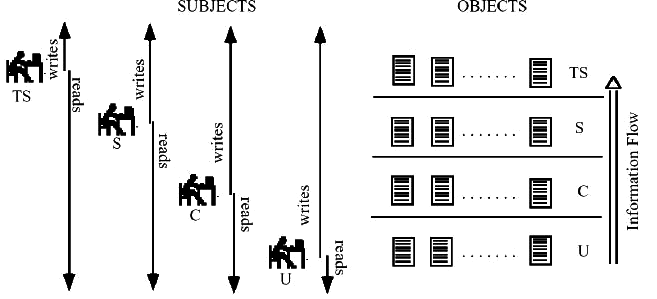 SUBJECTS
OBJECTS
writes
reads
TS
writes
reads
S
writes
reads
C
writes
reads
U
. . . . . . . TS
. . . . . . . S
. . . . . . . C
. . . . . . . U
Information Flow